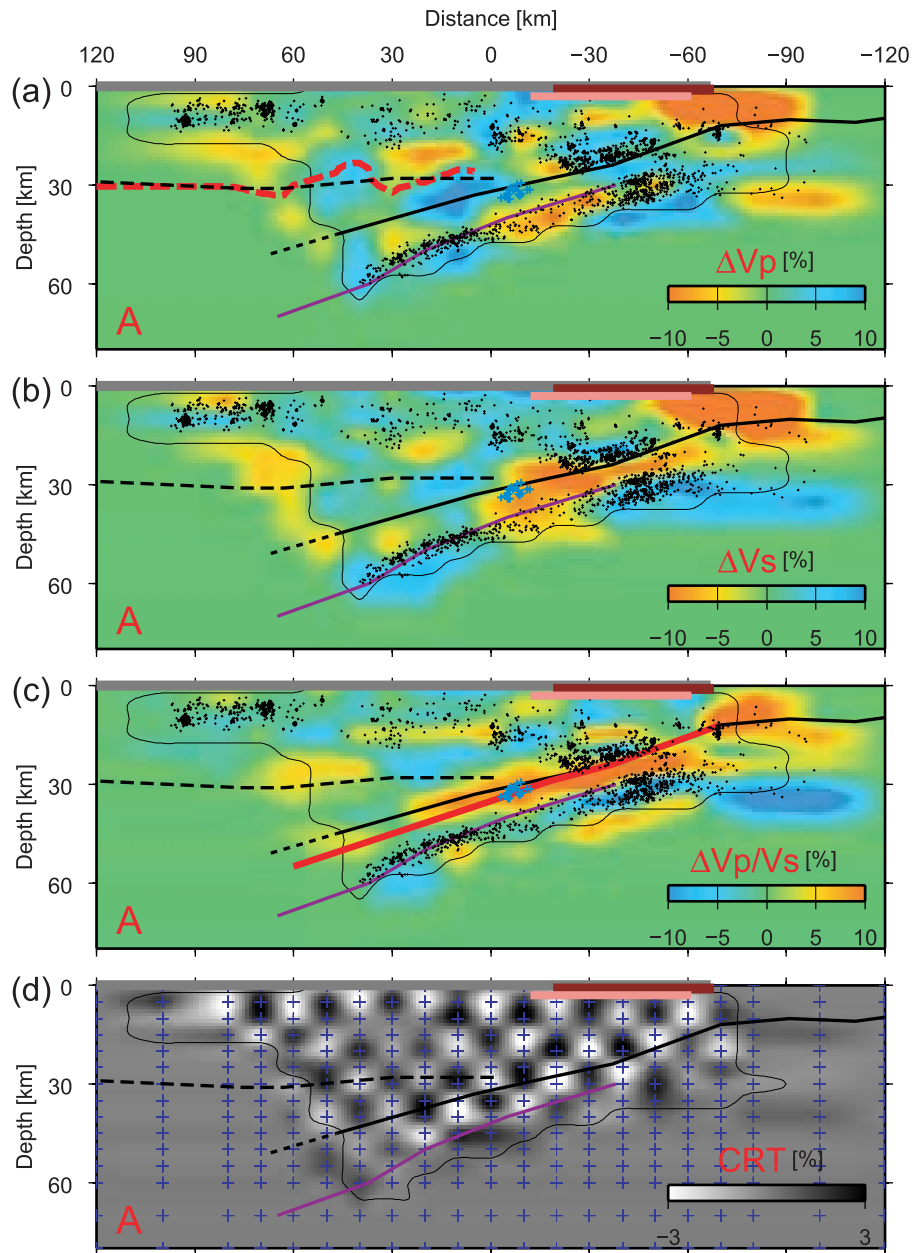 Distance [km]
120 90 60 30 0 −30 −60 −90 −120
(a)
0
30
60
Depth [km]
A
ΔVp [%]
−10 −5 0 5 10
(b)
0
30
60
Depth [km]
A
ΔVs [%]
−10 −5 0 5 10
(c)
0
30
60
Depth [km]
A
ΔVp/Vs [%]
−10 −5 0 5 10
(d)
0
30
60
Depth [km]
A
CRT [%]
−3 3